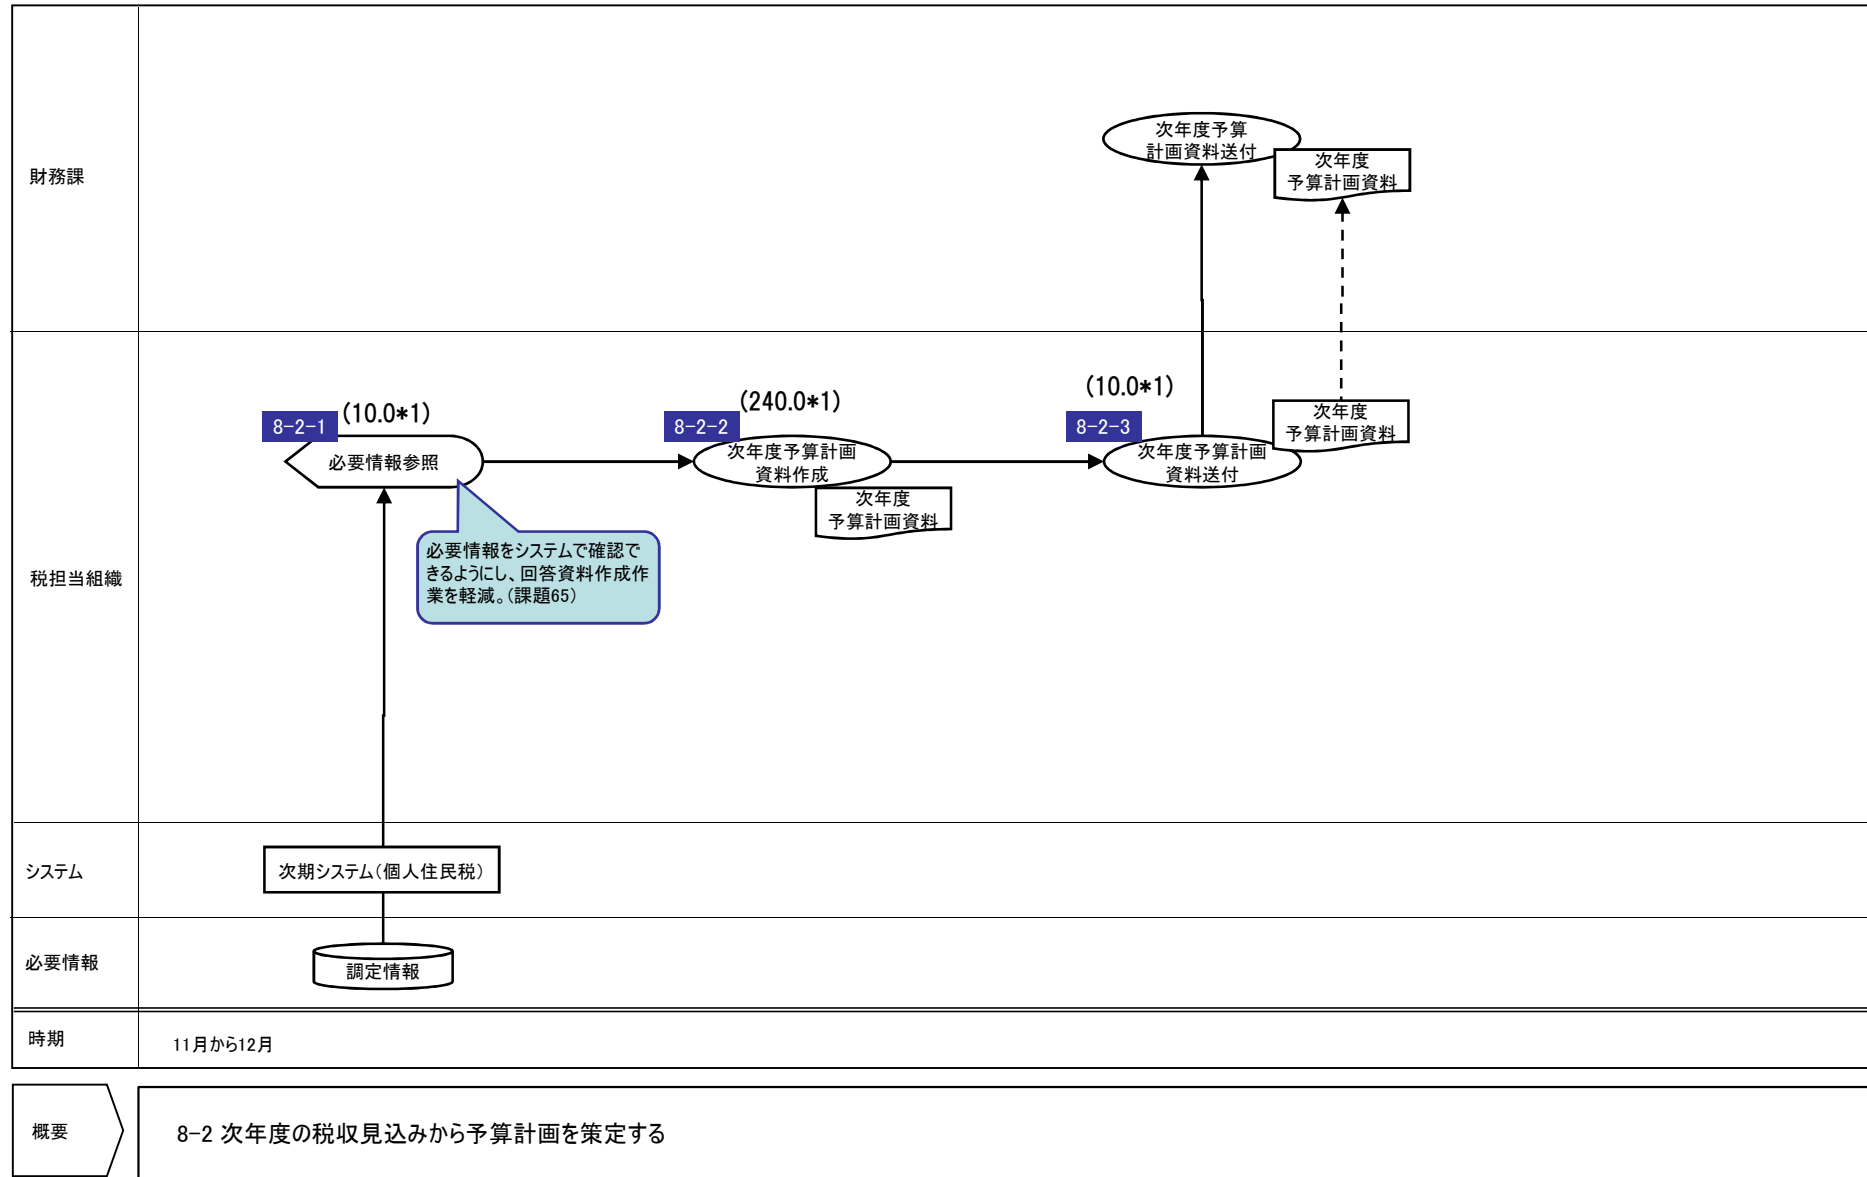 財務課
次年度予算
計画資料送付
次年度
予算計画資料
税担当組織
8-2-1
(10.0*1)
必要情報参照
必要情報をシステムで確認で
きるようにし、回答資料作成作
業を軽減。(課題65)
8-2-2
(240.0*1)
次年度予算計画
資料作成
次年度
予算計画資料
8-2-3
(10.0*1)
次年度予算計画
資料送付
次年度
予算計画資料
システム
次期システム(個人住民税)
必要情報
調定情報
時期
11月から12月
概要
8-2 次年度の税収見込みから予算計画を策定する